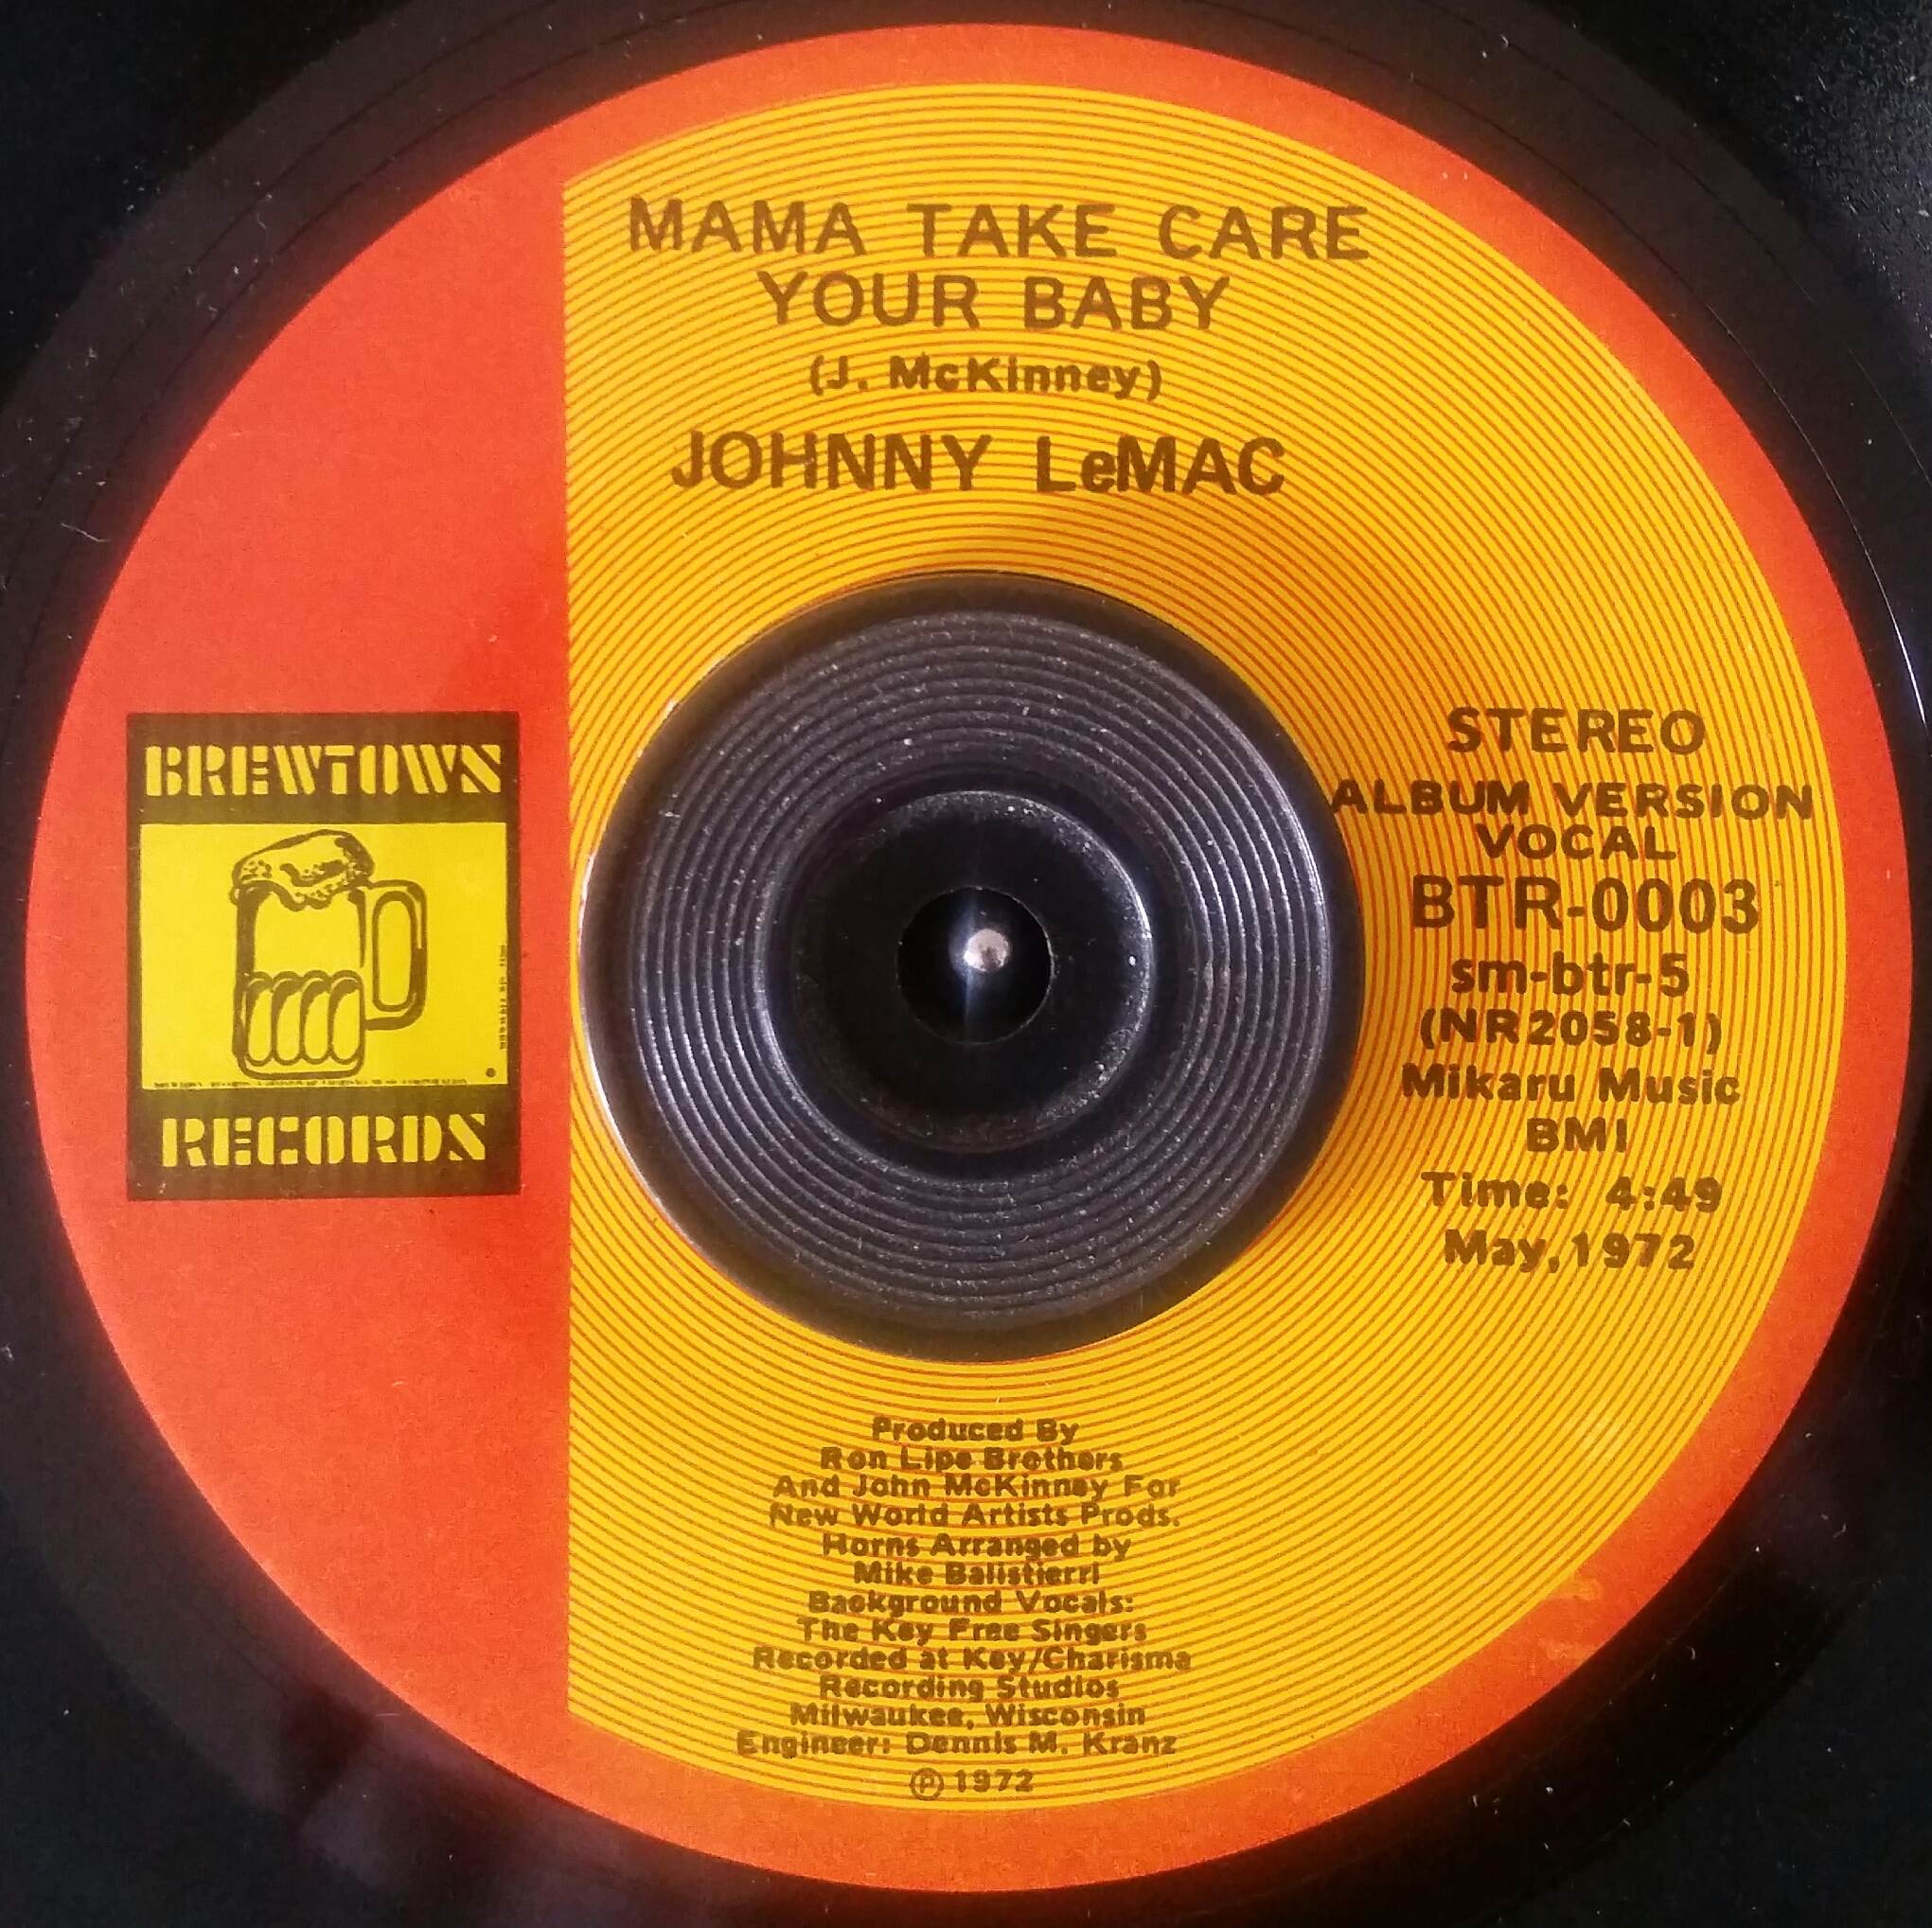 MAMA TAKE CARE
YOUR BABY
(J. McKinney)
JOHNNY LeMAC
BREWTOWN
RECORDS
STEREO
ALBUM VERSION
VOCAL
BTR-0003
sm-btr-5
(NR2058-1)
Mikaru Music
BMI
Time: 4:49
May, 1972
Produced By
Ron Lipe Brothers
And John McKinney For
New World Artists Prods.
Horns Arranged by
Mike Balistierri
Background Vocals:
The Key Free Singers
Recorded at Key/Charisma
Recording Studios
Milwaukee, Wisconsin
Engineer: Dennis M. Kranz
℗ 1972